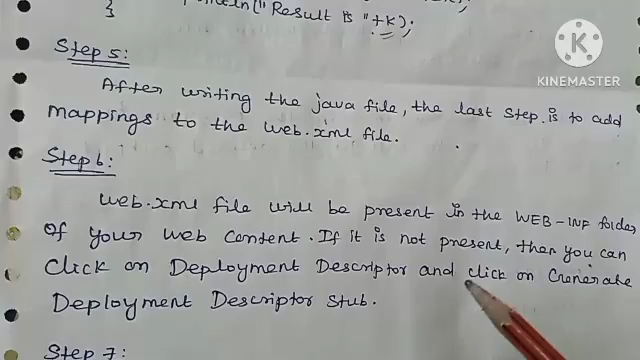 println("Result is "+k);
}
K
KINEMASTER
Step 5:
After writing the java file, the last step is to add
mappings to the web.xml file.
Step 6:
web.xml file will be present in the WEB-INF folder
of your web content. If it is not present, then you can
click on Deployment Descriptor and click on Generate
Deployment Descriptor stub.
Step 7: